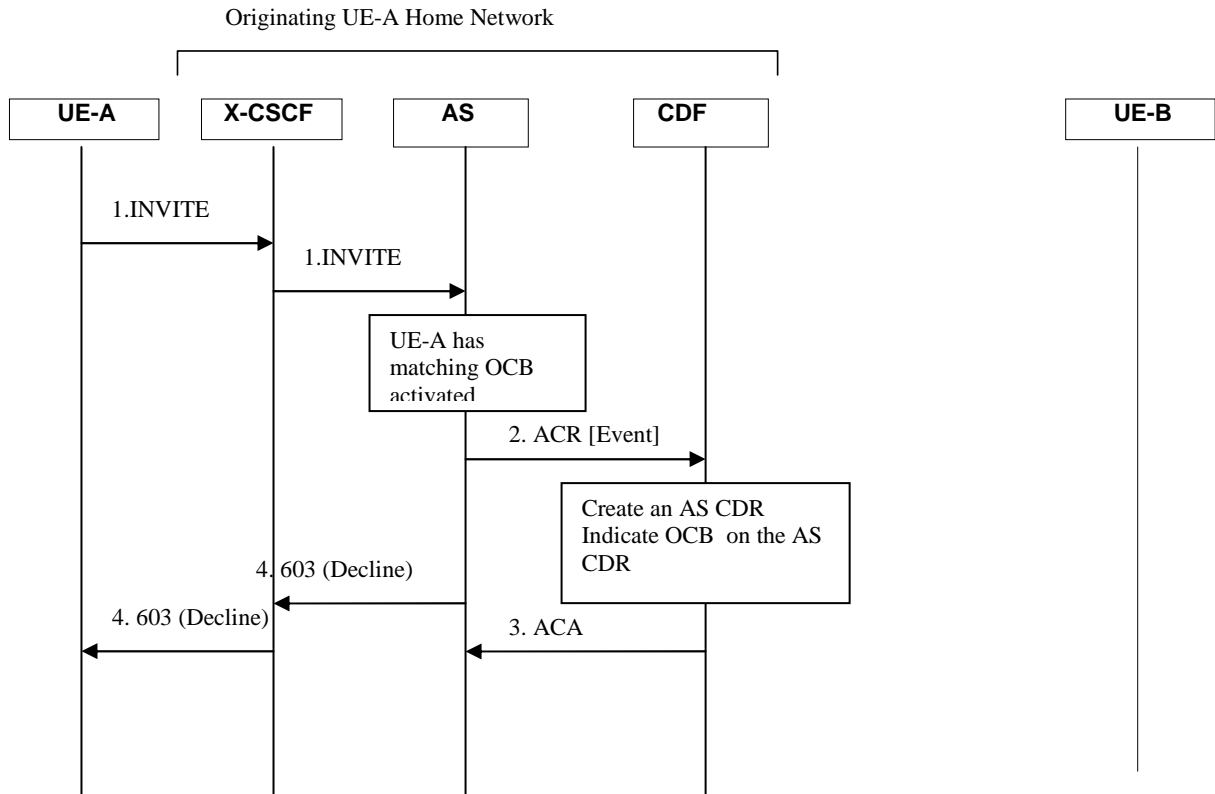 Originating UE-A Home Network
UE-A
X-CSCF
AS
CDF
UE-B
1.INVITE
1.INVITE
UE-A has
matching OCB
activated
2. ACR [Event]
Create an AS CDR
Indicate OCB on the AS
CDR
4. 603 (Decline)
4. 603 (Decline)
3. ACA